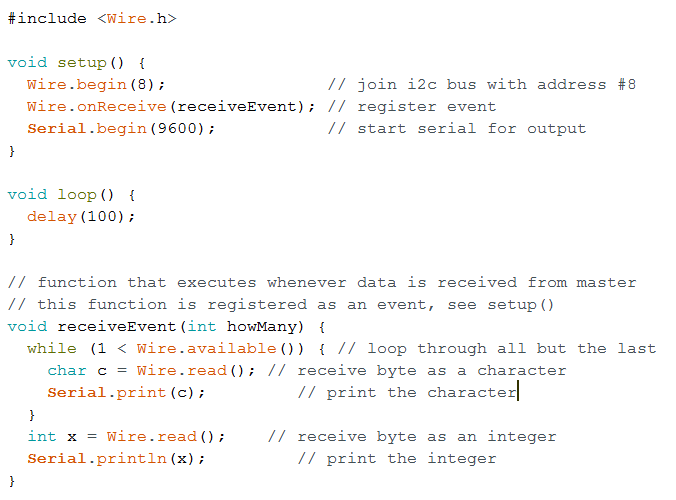 #include <Wire.h>

void setup() {
  Wire.begin(8);                // join i2c bus with address #8
  Wire.onReceive(receiveEvent); // register event
  Serial.begin(9600);           // start serial for output
}

void loop() {
  delay(100);
}

// function that executes whenever data is received from master
// this function is registered as an event, see setup()
void receiveEvent(int howMany) {
  while (1 < Wire.available()) { // loop through all but the last
    char c = Wire.read(); // receive byte as a character
    Serial.print(c);         // print the character
  }
  int x = Wire.read();    // receive byte as an integer
  Serial.println(x);         // print the integer
}